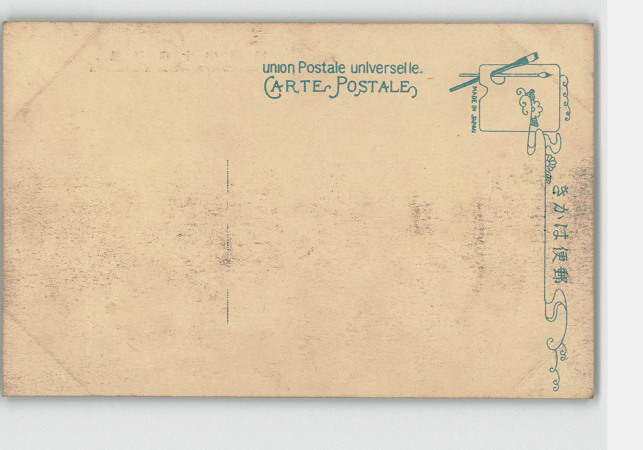 union Postale universelle.
CARTE POSTALE
MADE IN JAPAN
きかは便郵